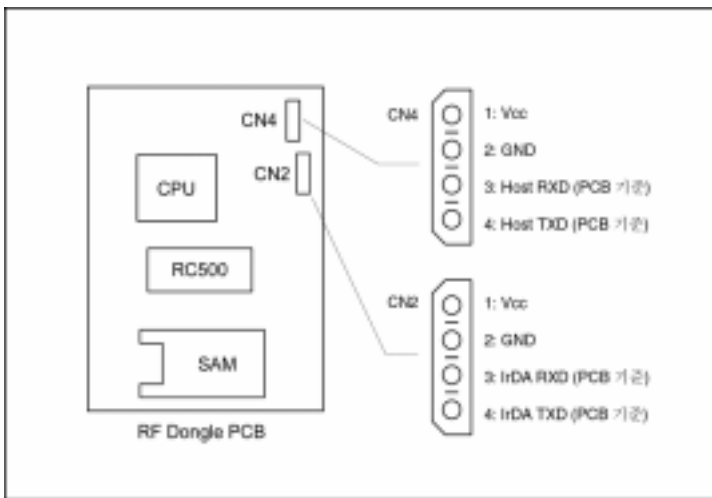 CN4
CN2
CPU
RC500
SAM
RF Dongle PCB
CN4
1: Vcc
2: GND
3: Host RXD (PCB 기준)
4: Host TXD (PCB 기준)
CN2
1: Vcc
2: GND
3: IrDA RXD (PCB 기준)
4: IrDA TXD (PCB 기준)